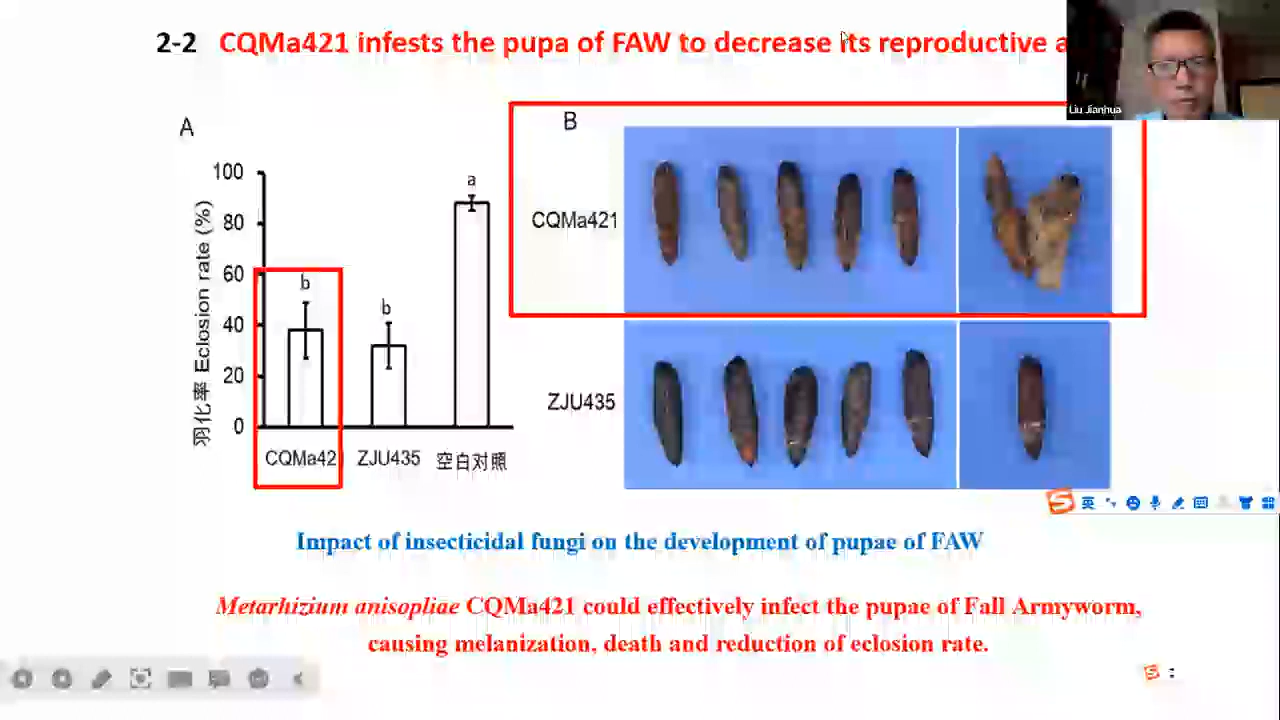 2-2 CQMa421 infests the pupa of FAW to decrease its reproductive a
Liu Jianhua
A
B
羽化率 Eclosion rate (%)
100
80
60
40
20
0
b
b
a
CQMa42
ZJU435
空白对照
CQMa421
ZJU435
英
Impact of insecticidal fungi on the development of pupae of FAW
Metarhizium anisopliae CQMa421 could effectively infect the pupae of Fall Armyworm,
causing melanization, death and reduction of eclosion rate.